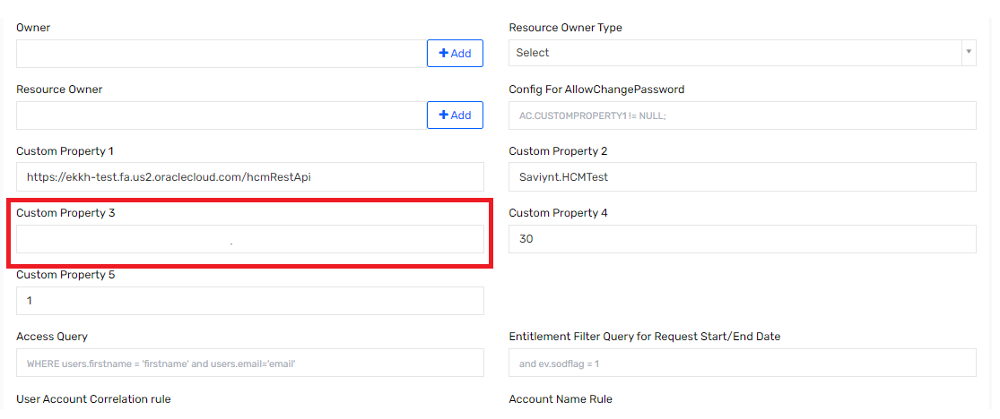 Owner
Resource Owner Type
+ Add
Select
Resource Owner
Config For AllowChangePassword
+ Add
AC.CUSTOMPROPERTY1 != NULL;
Custom Property 1
Custom Property 2
https://ekkh-test.fa.us2.oraclecloud.com/hcmRestApi
Saviynt.HCMTest
Custom Property 3
Custom Property 4
30
Custom Property 5
1
Access Query
Entitlement Filter Query for Request Start/End Date
WHERE users.firstname = 'firstname' and users.email='email'
and ev.sodflag = 1
User Account Correlation rule
Account Name Rule